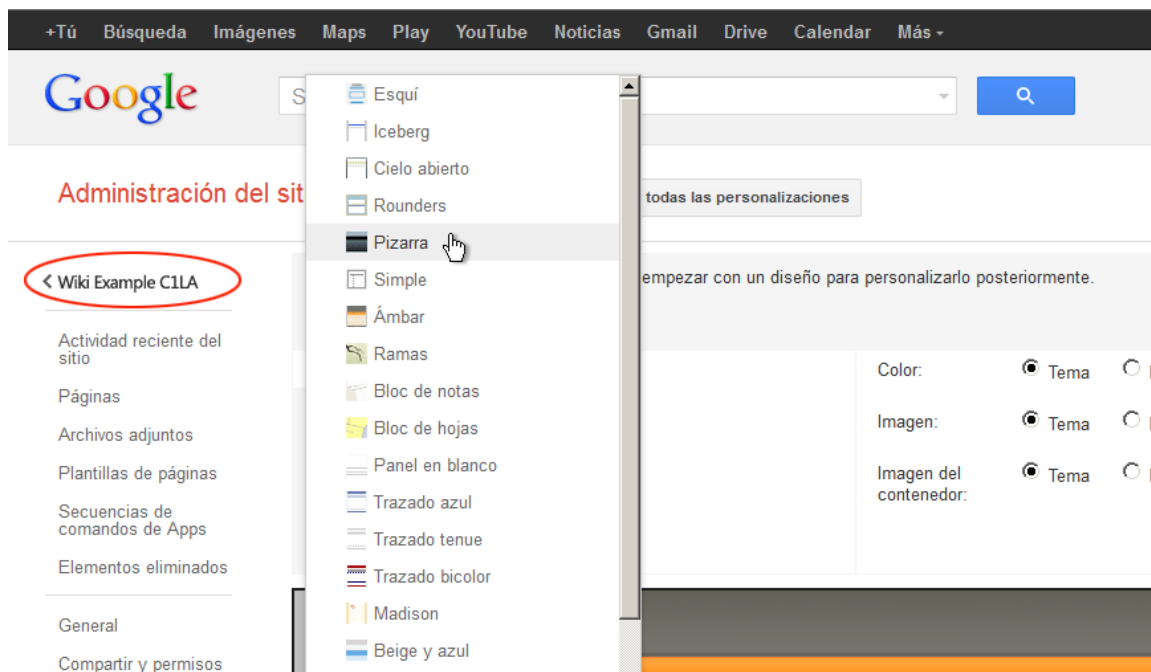 +Tú Búsqueda Imágenes Maps Play YouTube Noticias Gmail Drive Calendar Más
Google
S
Administración del sit
todas las personalizaciones
Wiki Example C1LA
Actividad reciente del
sitio
Páginas
Archivos adjuntos
Plantillas de páginas
Secuencias de
comandos de Apps
Elementos eliminados
General
Compartir y permisos
Esquí
Iceberg
Cielo abierto
Rounders
Pizarra
Simple
Ámbar
Ramas
Bloc de notas
Bloc de hojas
Panel en blanco
Trazado azul
Trazado tenue
Trazado bicolor
Madison
Beige y azul
empezar con un diseño para personalizarlo posteriormente.
Color: Tema
Imagen: Tema
Imagen del
contenedor: Tema